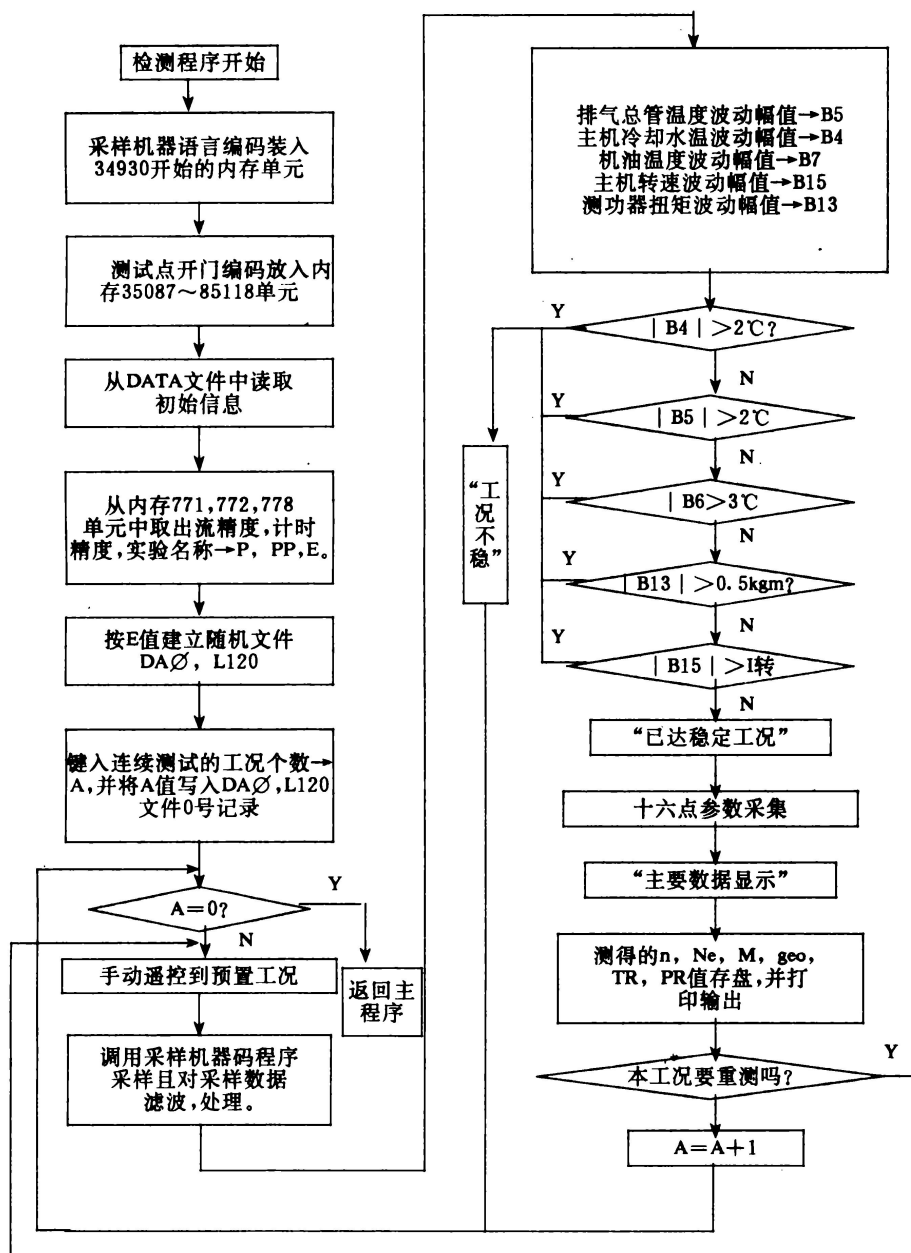 检测程序开始
采样机器语言编码装入
34930开始的内存单元
测试点开门编码放入内
存35087～85118单元
从DATA文件中读取
初始信息
从内存771,772,778
单元中取出流精度,计时
精度,实验名称→P, PP,E。
按E值建立随机文件
DA∅, L120
键入连续测试的工况个数→
A,并将A值写入DA∅,L120
文件0号记录
A=0?
Y
N
手动遥控到预置工况
返回主
程序
调用采样机器码程序
采样且对采样数据
滤波,处理。
排气总管温度波动幅值→B5
主机冷却水温波动幅值→B4
机油温度波动幅值→B7
主机转速波动幅值→B15
测功器扭矩波动幅值→B13
Y
| B4 | >2℃?
N
Y
| B5 | >2℃
N
Y
| B6>3℃
N
Y
| B13 | >0.5kgm?
N
Y
| B15 | >I转
N
“工
况
不
稳”
“已达稳定工况”
十六点参数采集
“主要数据显示”
测得的n, Ne, M, geo,
TR, PR值存盘,并打
印输出
Y
本工况要重测吗?
A=A+1